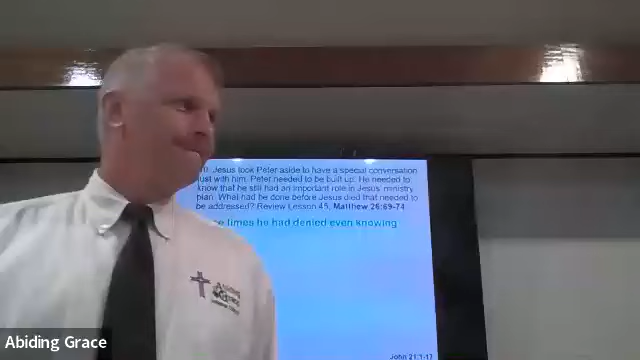 Jesus took Peter aside to have a special conversation
just with him. Peter needed to be built up. He needed to
know that he still had an important role in Jesus' ministry
plan. What had he done before Jesus died that needed to
be addressed? Review Lesson 45, Matthew 26:69-74
times he had denied even knowing
Abiding
Grace
Abiding Grace
John 21:1-17